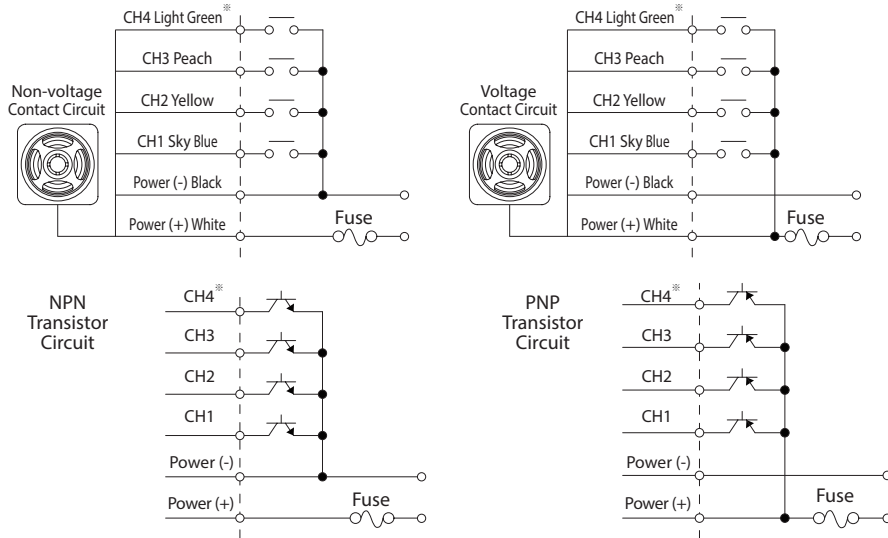 Non-voltage
Contact Circuit
CH4 Light Green※
CH3 Peach
CH2 Yellow
CH1 Sky Blue
Power (-) Black
Power (+) White
Fuse
Voltage
Contact Circuit
CH4 Light Green※
CH3 Peach
CH2 Yellow
CH1 Sky Blue
Power (-) Black
Power (+) White
Fuse
NPN
Transistor
Circuit
CH4※
CH3
CH2
CH1
Power (-)
Power (+)
Fuse
PNP
Transistor
Circuit
CH4※
CH3
CH2
CH1
Power (-)
Power (+)
Fuse